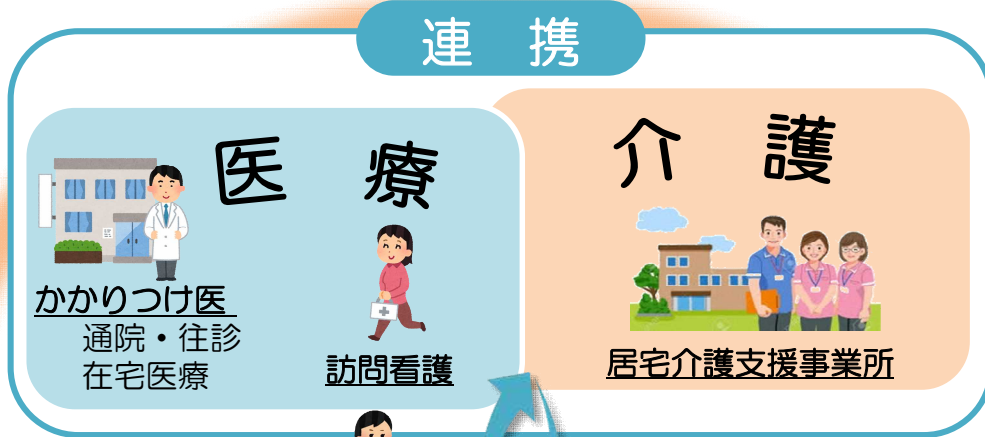 連 携
医 療
介 護
かかりつけ医
通院・往診
在宅医療
訪問看護
居宅介護支援事業所